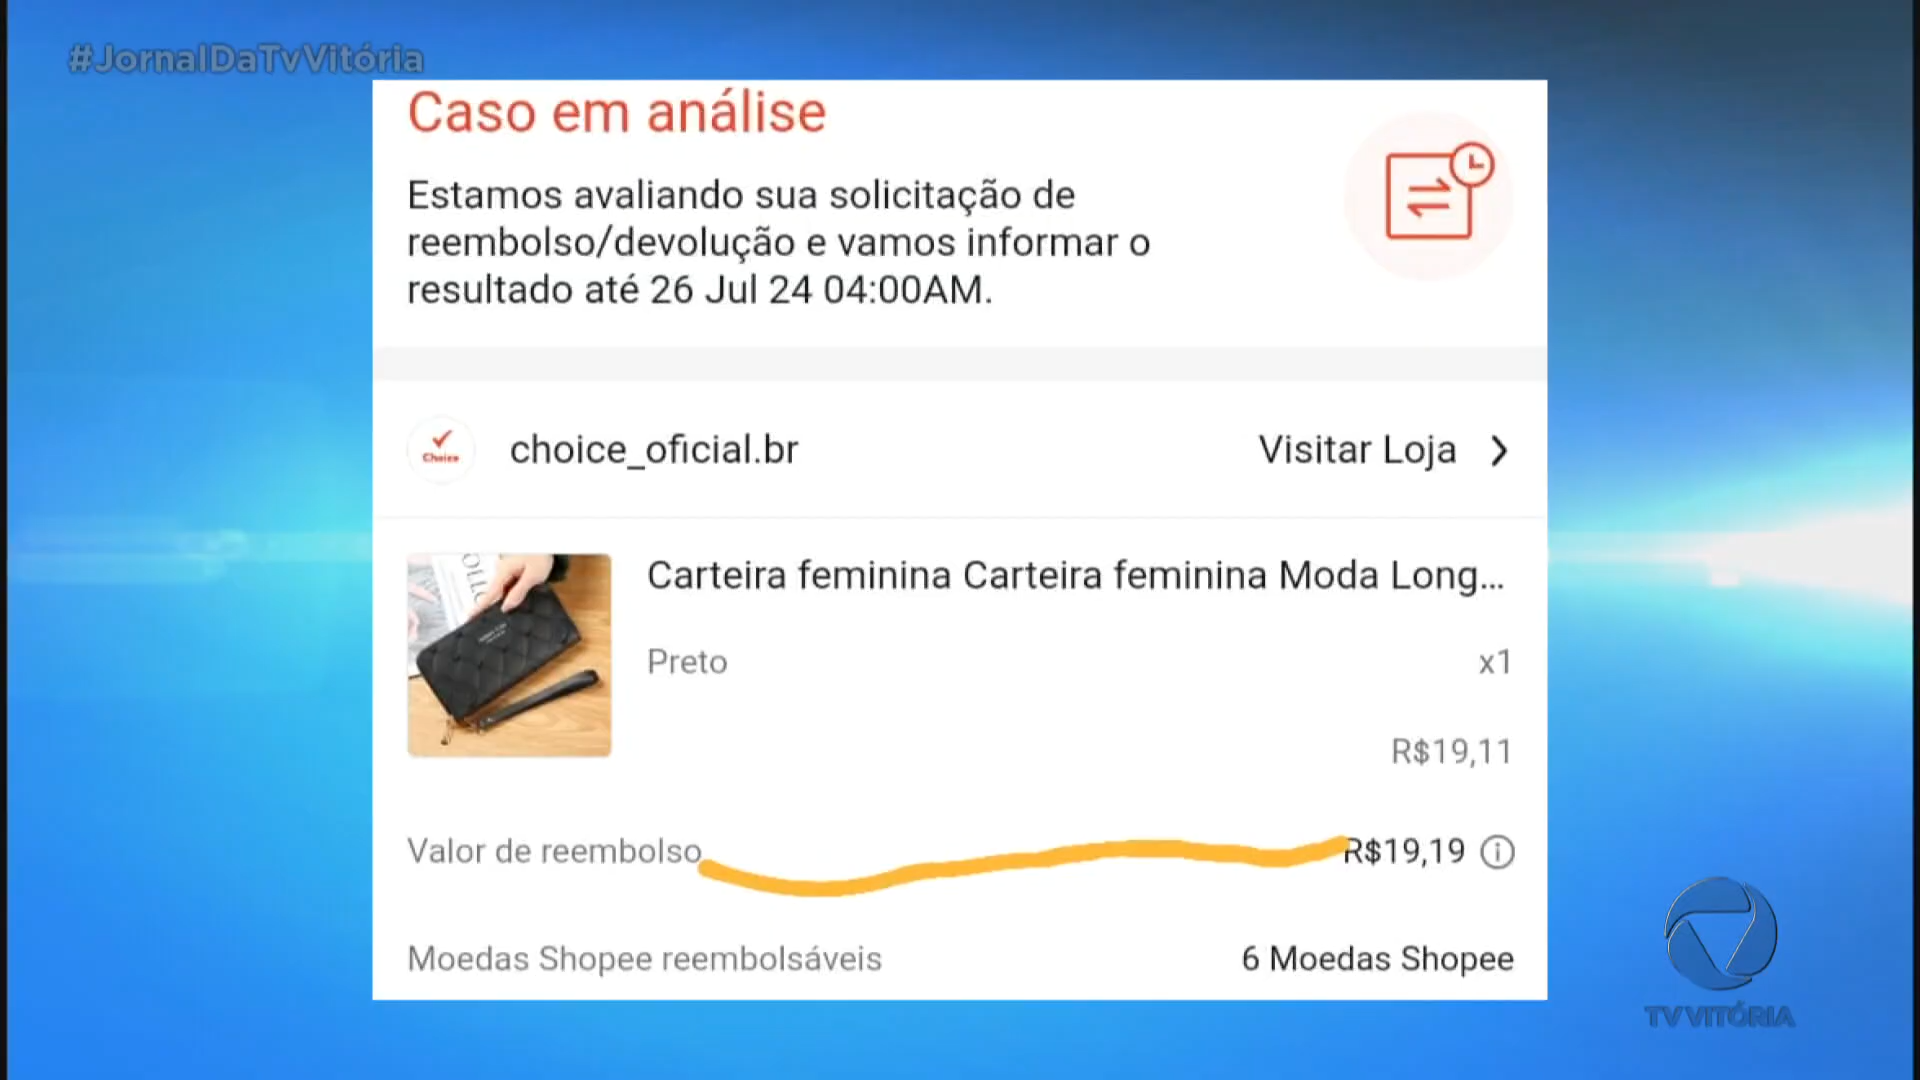 #JornalDaTvVitória
Caso em análise
Estamos avaliando sua solicitação de
reembolso/devolução e vamos informar o
resultado até 26 Jul 24 04:00AM.
Choice
choice_oficial.br
Visitar Loja
Carteira feminina Carteira feminina Moda Long...
Preto
x1
R$19,11
Valor de reembolso
R$19,19
Moedas Shopee reembolsáveis
6 Moedas Shopee
TV VITÓRIA